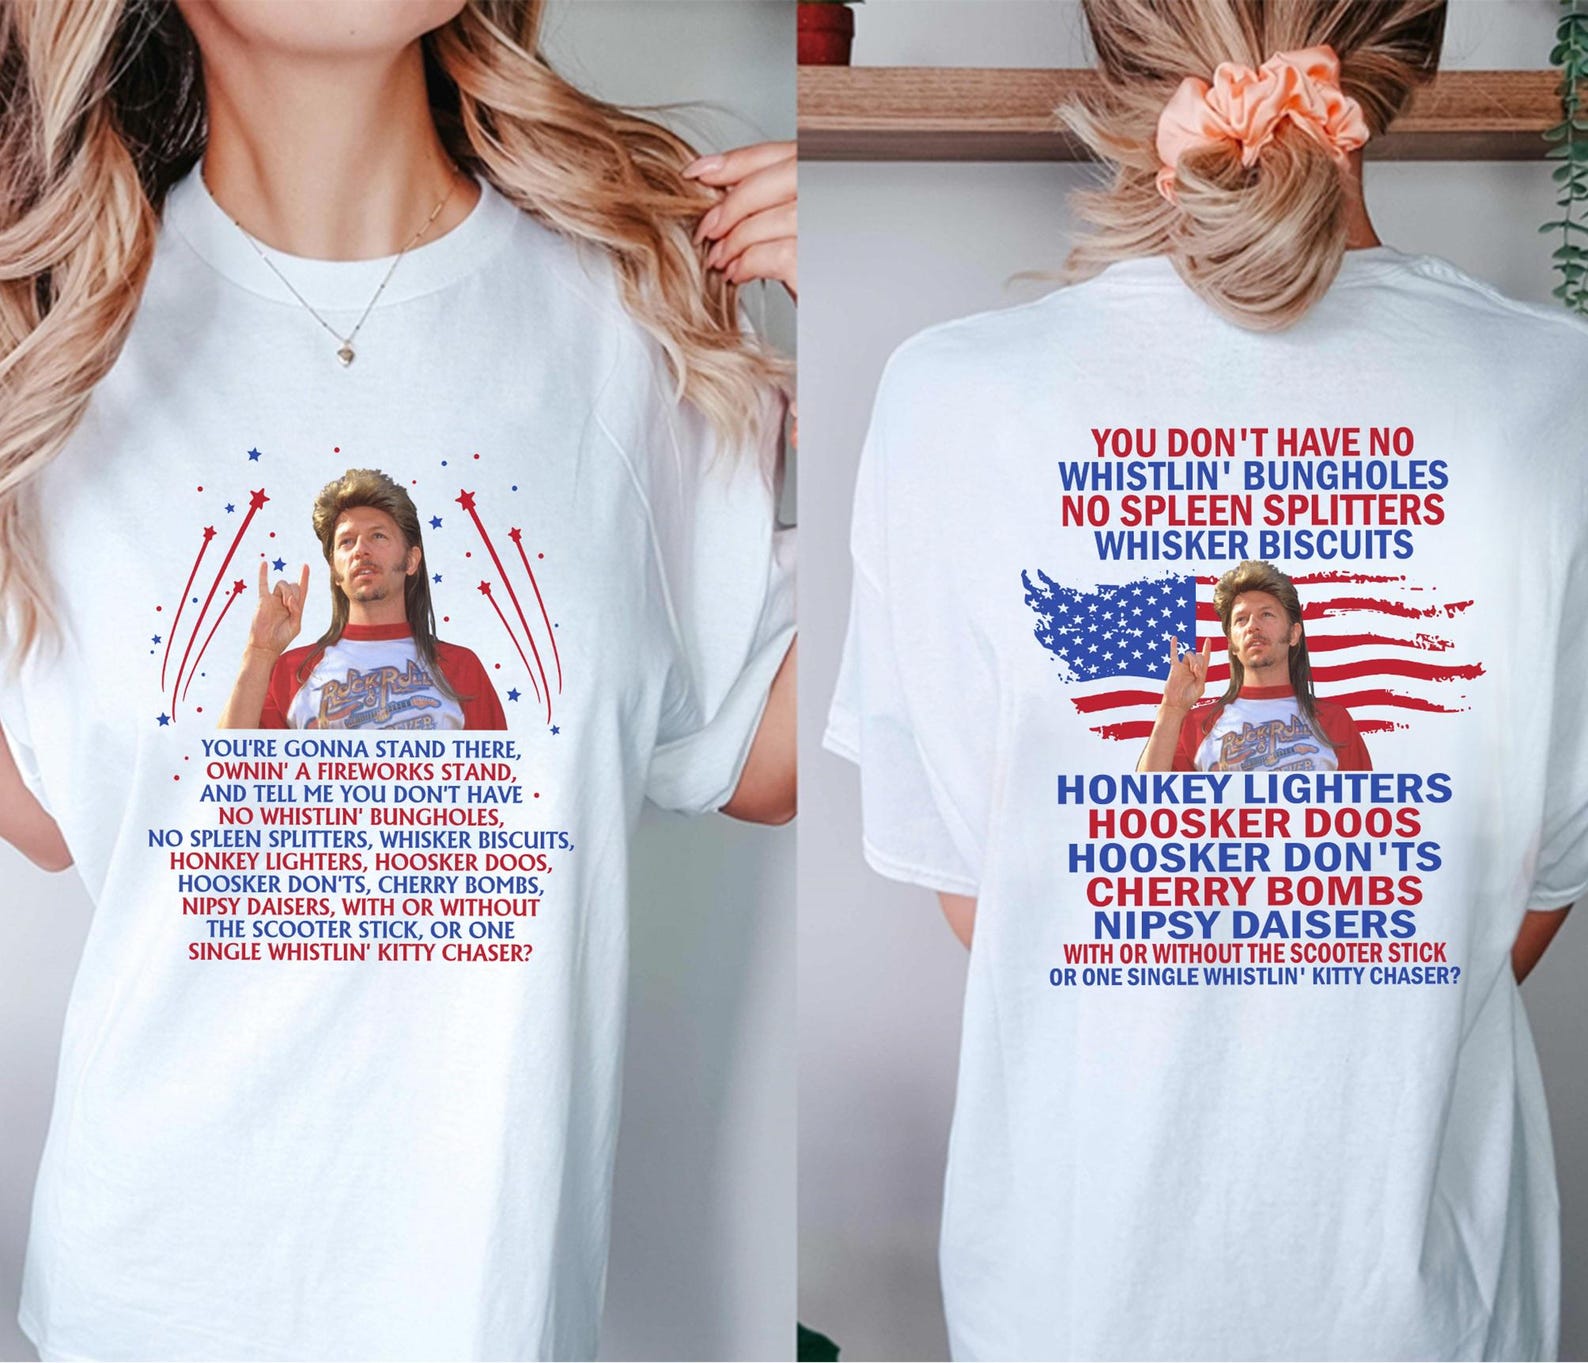 ROCK & ROLL
YOU'RE GONNA STAND THERE,
OWNIN' A FIREWORKS STAND,
AND TELL ME YOU DON'T HAVE
NO WHISTLIN' BUNGHOLES,
NO SPLEEN SPLITTERS, WHISKER BISCUITS,
HONKEY LIGHTERS, HOOSKER DOOS,
HOOSKER DON'TS, CHERRY BOMBS,
NIPSY DAISERS, WITH OR WITHOUT
THE SCOOTER STICK, OR ONE
SINGLE WHISTLIN' KITTY CHASER?
YOU DON'T HAVE NO
WHISTLIN' BUNGHOLES
NO SPLEEN SPLITTERS
WHISKER BISCUITS
ROCK & ROLL
HONKEY LIGHTERS
HOOSKER DOOS
HOOSKER DON'TS
CHERRY BOMBS
NIPSY DAISERS
WITH OR WITHOUT THE SCOOTER STICK
OR ONE SINGLE WHISTLIN' KITTY CHASER?